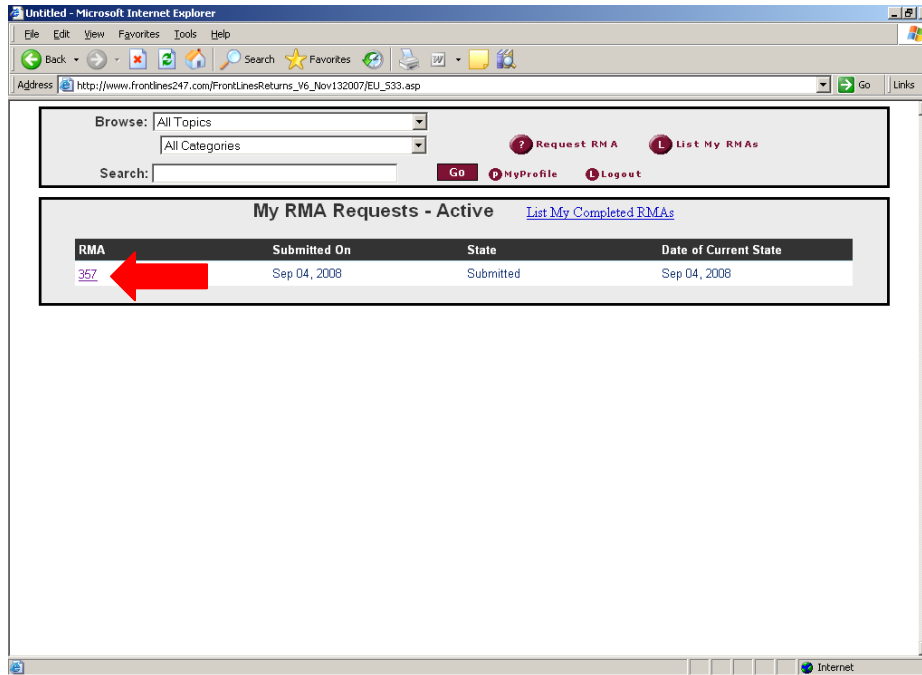 Untitled - Microsoft Internet Explorer
File Edit View Favorites Tools Help
Back Search Favorites
Address http://www.frontlines247.com/FrontLinesReturns_V6_Nov132007/EU_533.asp Go Links
Browse: All Topics
All Categories ? Request RMA L List My RMAs
Search: Go P MyProfile L Logout
My RMA Requests - Active List My Completed RMAs
RMA Submitted On State Date of Current State
357 Sep 04, 2008 Submitted Sep 04, 2008
Internet